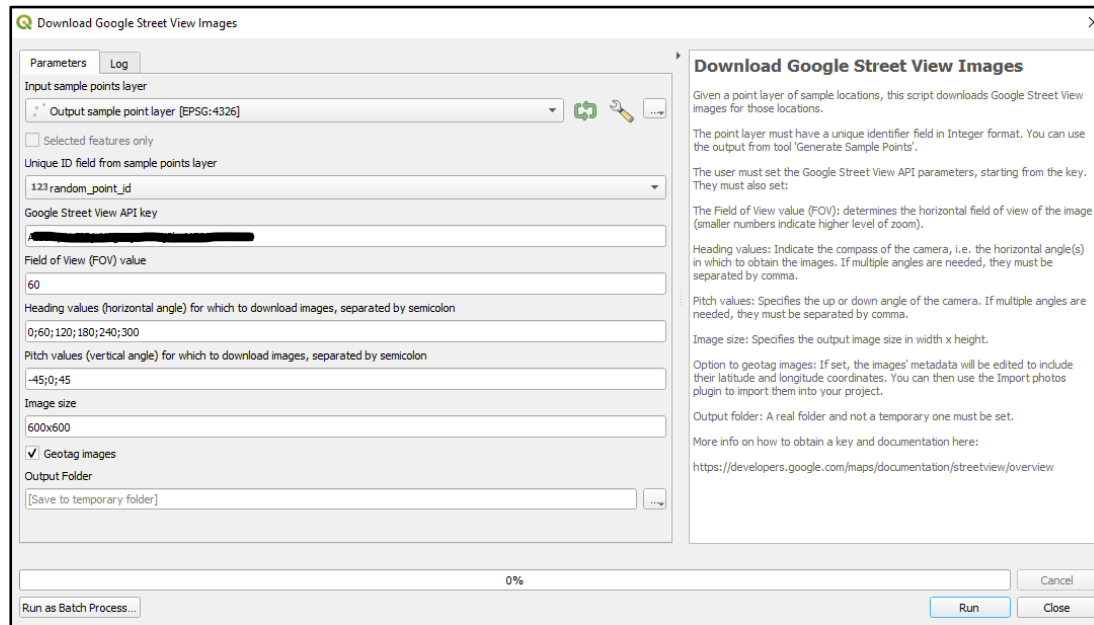 Download Google Street View Images
Parameters
Log
Input sample points layer
Output sample point layer [EPSG:4326]
Selected features only
Unique ID field from sample points layer
123 random_point_id
Google Street View API key
Field of View (FOV) value
60
Heading values (horizontal angle) for which to download images, separated by semicolon
0;60;120;180;240;300
Pitch values (vertical angle) for which to download images, separated by semicolon
-45;0;45
Image size
600x600
Geotag images
Output Folder
[Save to temporary folder]
Download Google Street View Images
Given a point layer of sample locations, this script downloads Google Street View
images for those locations.
The point layer must have a unique identifier field in Integer format. You can use
the output from tool 'Generate Sample Points'.
The user must set the Google Street View API parameters, starting from the key.
They must also set:
The Field of View value (FOV): determines the horizontal field of view of the image
(smaller numbers indicate higher level of zoom).
Heading values: Indicate the compass of the camera, i.e. the horizontal angle(s)
in which to obtain the images. If multiple angles are needed, they must be
separated by comma.
Pitch values: Specifies the up or down angle of the camera. If multiple angles are
needed, they must be separated by comma.
Image size: Specifies the output image size in width x height.
Option to geotag images: If set, the images' metadata will be edited to include
their latitude and longitude coordinates. You can then use the Import photos
plugin to import them into your project.
Output folder: A real folder and not a temporary one must be set.
More info on how to obtain a key and documentation here:
https://developers.google.com/maps/documentation/streetview/overview
0%
Cancel
Run as Batch Process...
Run
Close